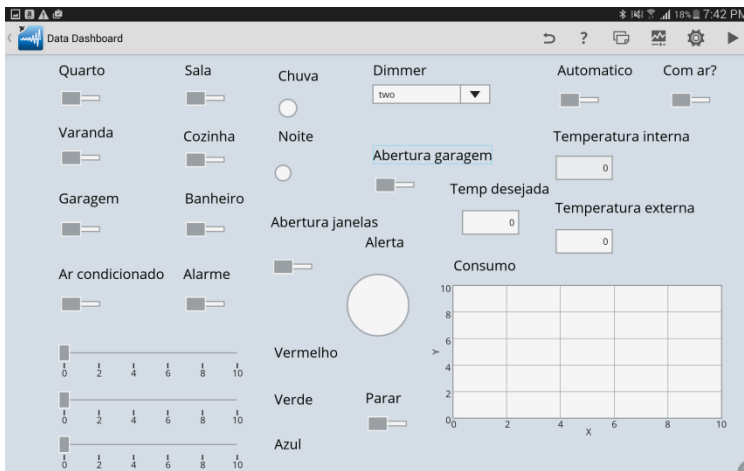 18% 7:42 PM
Data Dashboard
?
Quarto Sala Chuva Dimmer Automatico Com ar?
two
Varanda Cozinha Noite Temperatura interna
Abertura garagem
0
Temp desejada
Garagem Banheiro Temperatura externa
Abertura janelas 0
Alerta 0
Ar condicionado Alarme Consumo
10
8
6
Y
4
2
0
0 2 4 6 8 10
X
Vermelho
0 2 4 6 8 10
Verde Parar
0 2 4 6 8 10
Azul
0 2 4 6 8 10